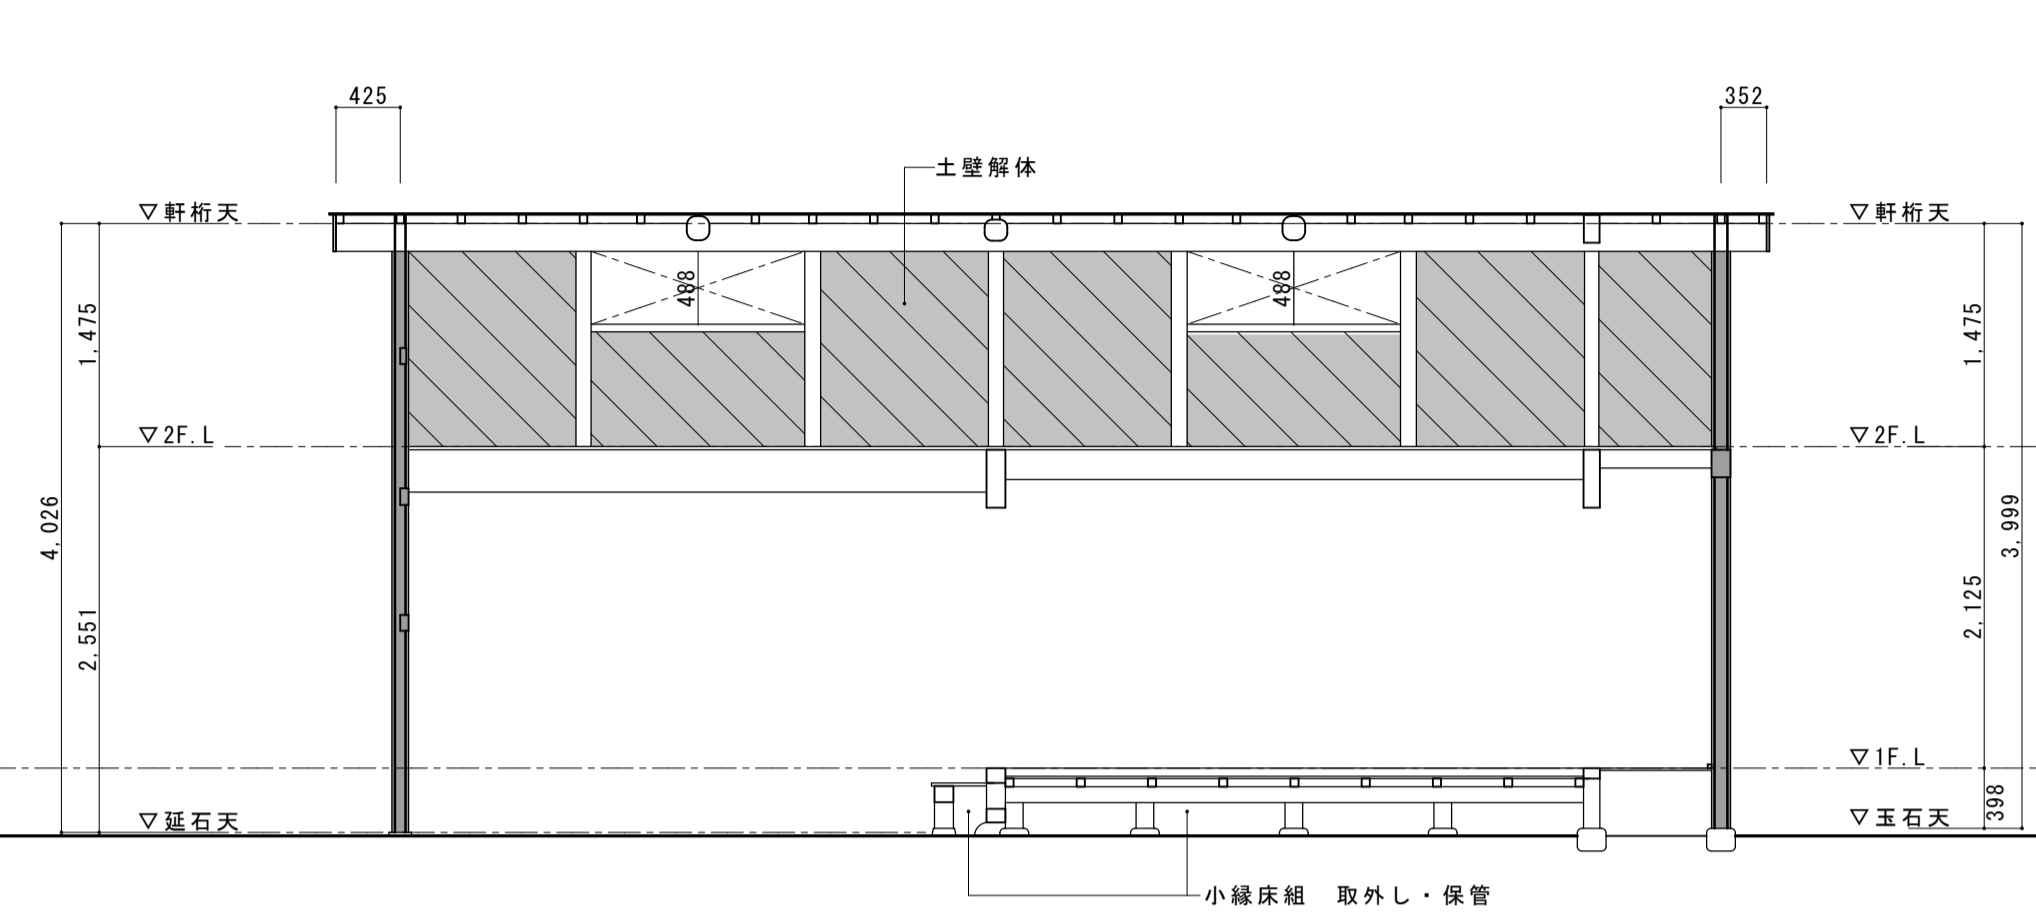 425
352
土壁解体
▽軒桁天
▽軒桁天
488
488
1,475
1,475
▽2F.L
▽2F.L
4,026
3,999
2,551
2,125
▽1F.L
▽延石天
▽玉石天
398
小縁床組 取外し・保管